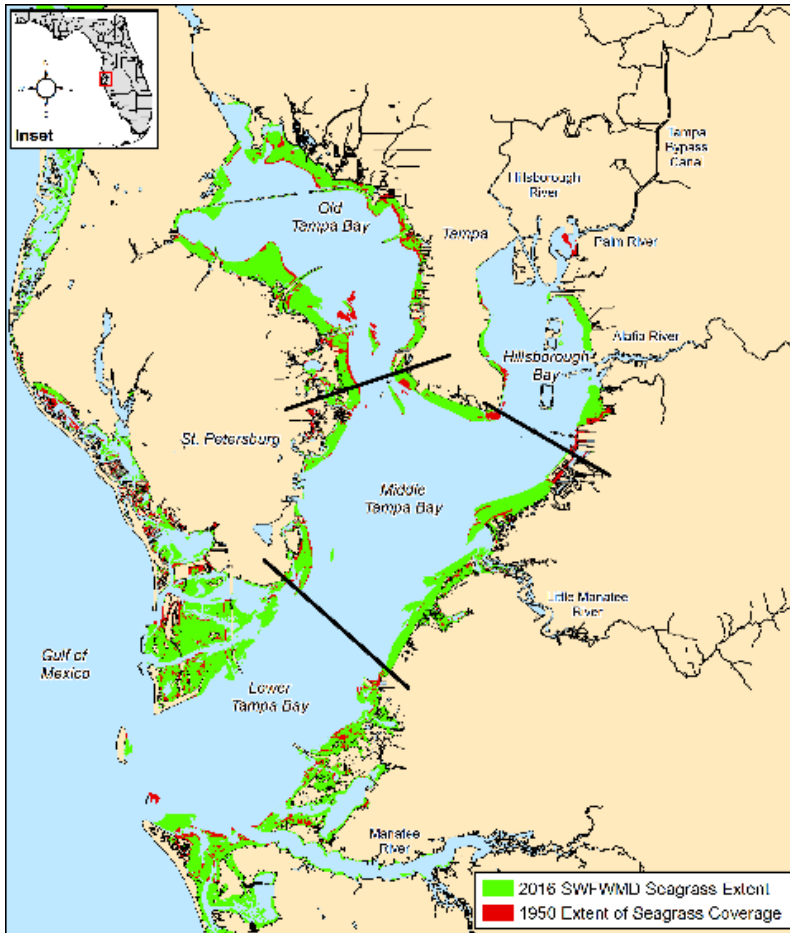 Inset
Tampa
Bypass
Canal
Hillsborough
River
Old
Tampa Bay
Tampa
Palm River
Alafia River
Hillsborough
Bay
St. Petersburg
Middle
Tampa Bay
Little Manatee
River
Gulf of
Mexico
Lower
Tampa Bay
Manatee
River
2016 SWFWMD Seagrass Extent
1950 Extent of Seagrass Coverage